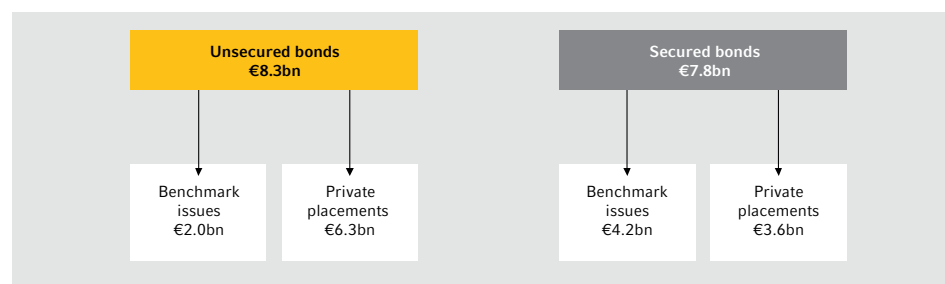 Unsecured bonds
€8.3bn
Secured bonds
€7.8bn
Benchmark
issues
€2.0bn
Private
placements
€6.3bn
Benchmark
issues
€4.2bn
Private
placements
€3.6bn